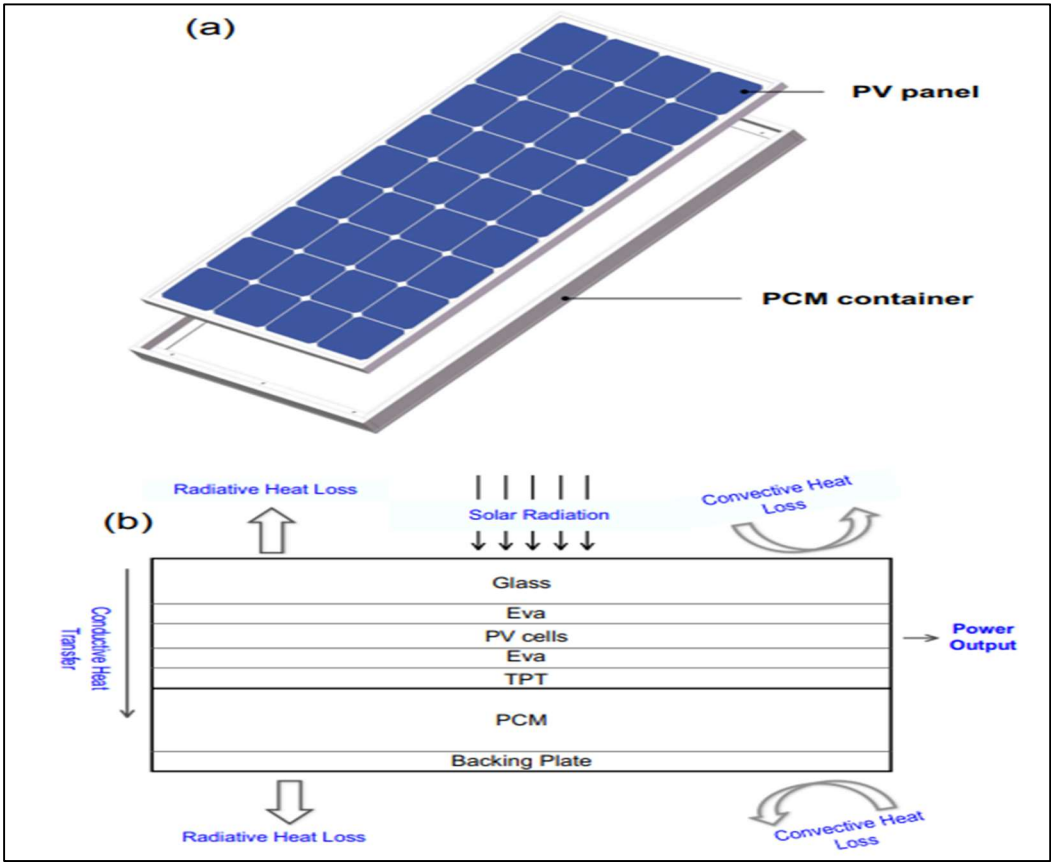 (a)
PV panel
PCM container
Radiative Heat Loss
Solar Radiation
Convective Heat
Loss
(b)
Conductive Heat
Transfer
Glass
Eva
PV cells
Eva
TPT
PCM
Backing Plate
Power
Output
Radiative Heat Loss
Convective Heat
Loss